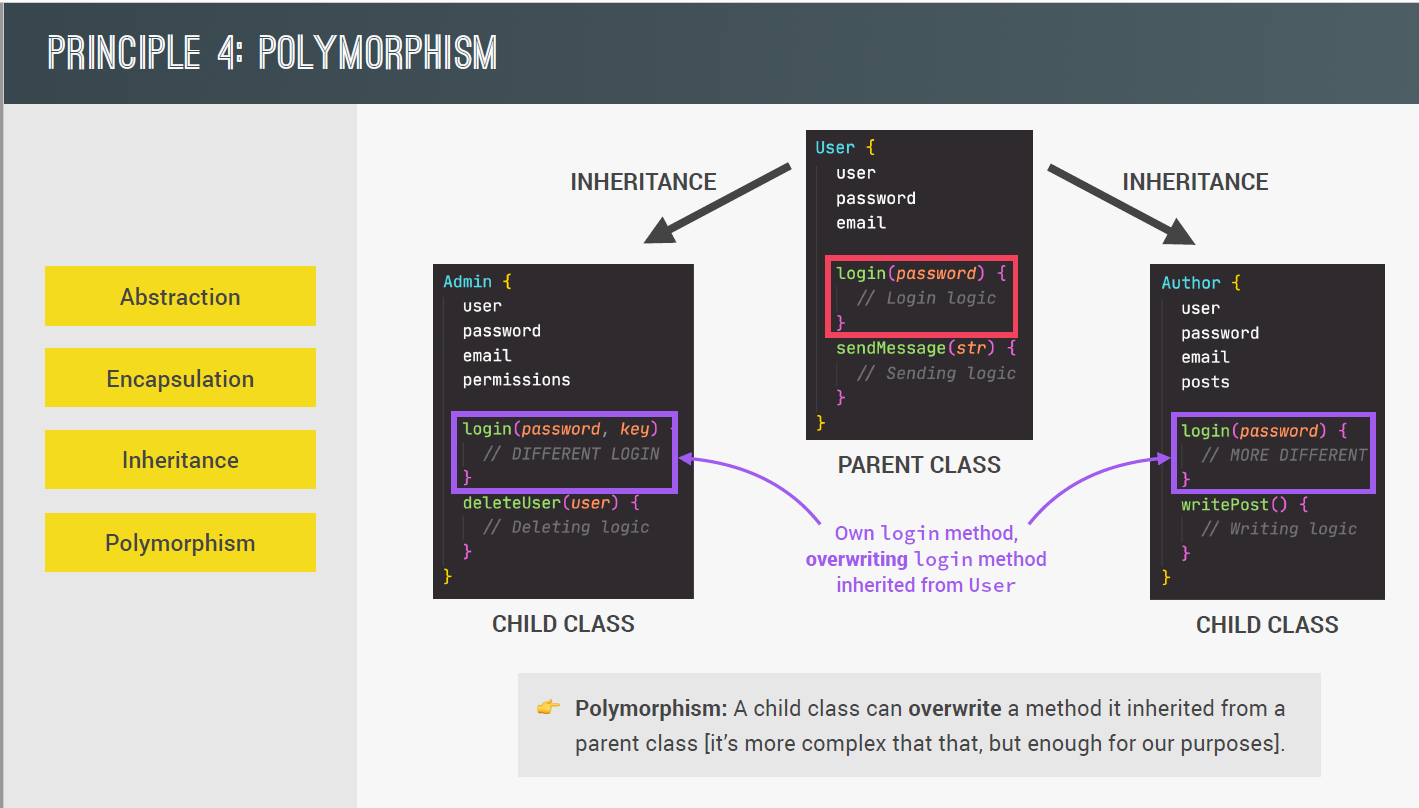 PRINCIPLE 4: POLYMORPHISM
Abstraction
Encapsulation
Inheritance
Polymorphism
INHERITANCE
INHERITANCE
User {
user
password
email
login(password) {
// Login logic
}
sendMessage(str) {
// Sending logic
}
}
PARENT CLASS
Admin {
user
password
email
permissions
login(password, key) {
// DIFFERENT LOGIN
}
deleteUser(user) {
// Deleting logic
}
}
CHILD CLASS
Author {
user
password
email
posts
login(password) {
// MORE DIFFERENT
}
writePost() {
// Writing logic
}
}
CHILD CLASS
Own login method,
overwriting login method
inherited from User
👉 Polymorphism: A child class can overwrite a method it inherited from a
parent class [it’s more complex that that, but enough for our purposes].